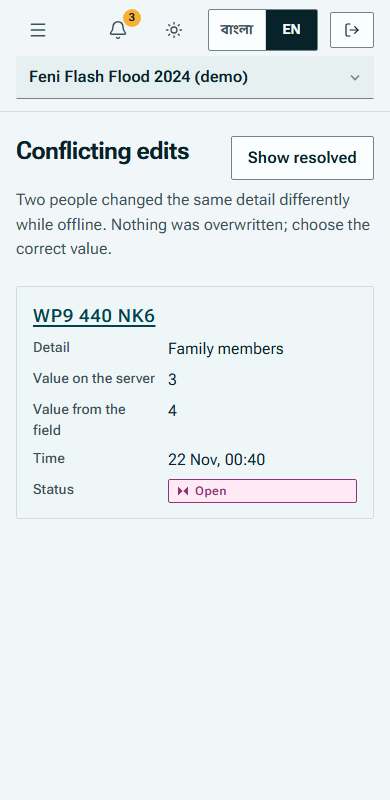 3
বাংলা EN
Feni Flash Flood 2024 (demo)
Conflicting edits
Show resolved
Two people changed the same detail differently
while offline. Nothing was overwritten; choose the
correct value.
WP9 440 NK6
Detail Family members
Value on the server 3
Value from the
field 4
Time 22 Nov, 00:40
Status Open